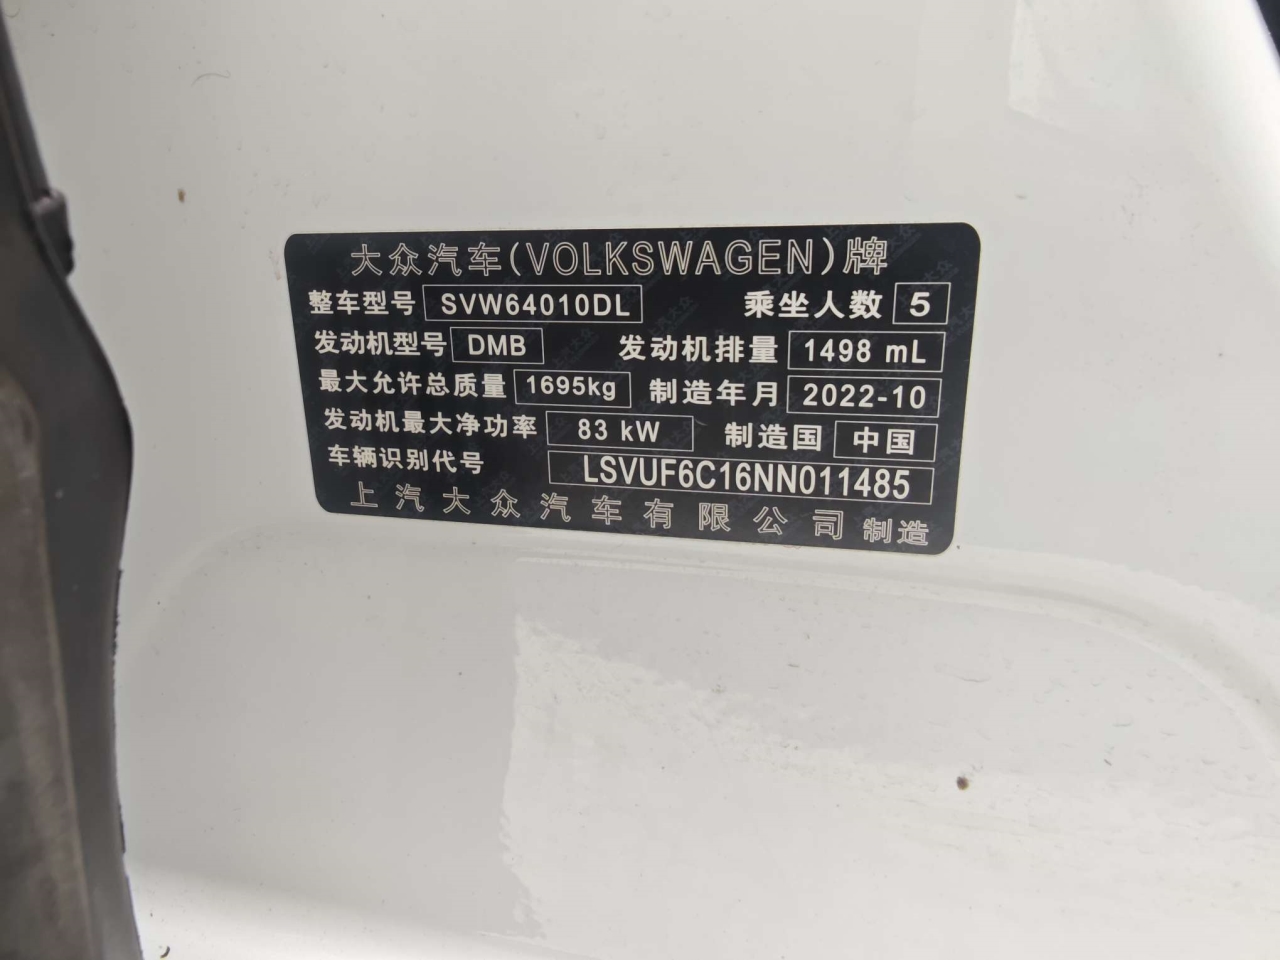 大众汽车(VOLKSWAGEN)牌
整车型号 SVW64010DL 乘坐人数 5
发动机型号 DMB 发动机排量 1498 mL
最大允许总质量 1695kg 制造年月 2022-10
发动机最大净功率 83 kW 制造国 中国
车辆识别代号 LSVUF6C16NN011485
上汽大众汽车有限公司 制造